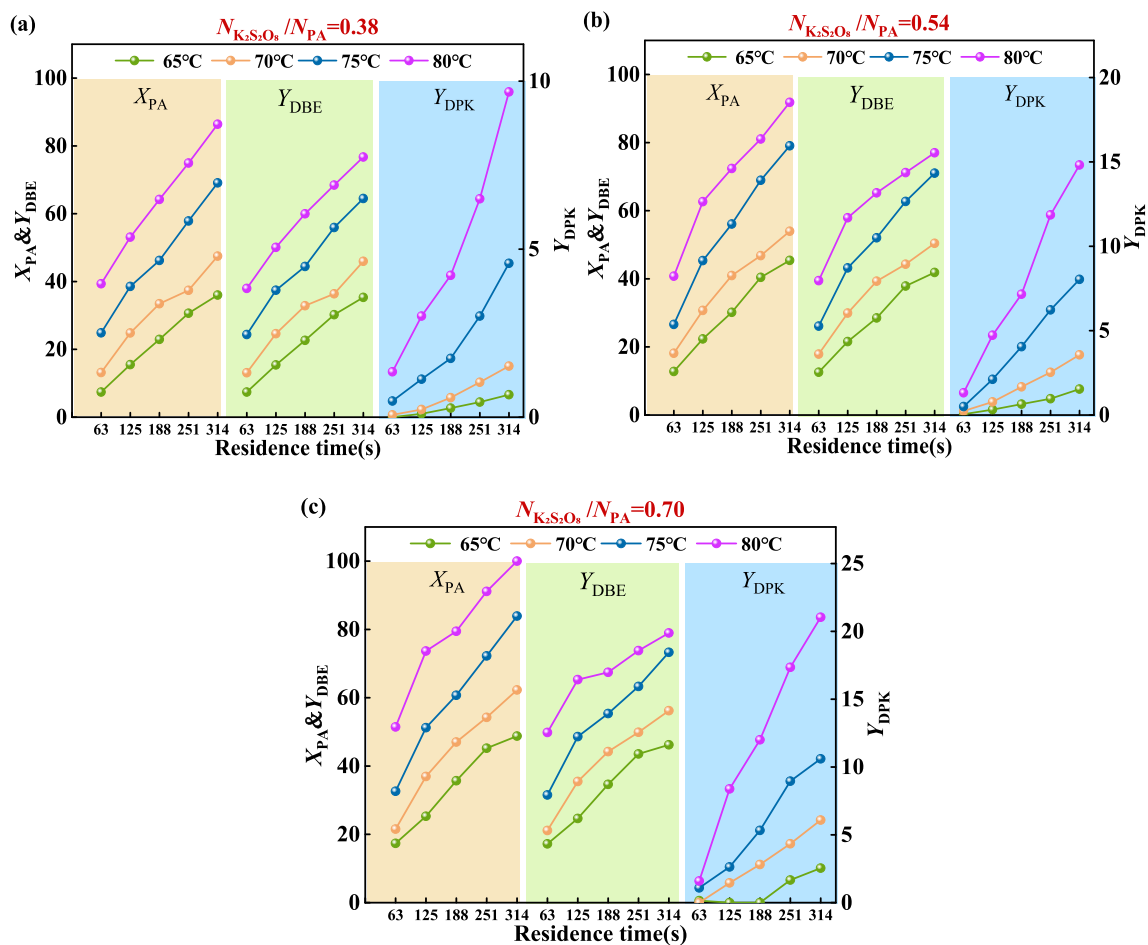 (a)
N_K₂S₂O₈ /N_PA=0.38
65°C 70°C 75°C 80°C
X_PA Y_DBE Y_DPK
X_PA&Y_DBE
100
80
60
40
20
0
10
5
0
Y_DPK
63 125 188 251 314 63 125 188 251 314 63 125 188 251 314
Residence time(s)
(b)
N_K₂S₂O₈ /N_PA=0.54
65°C 70°C 75°C 80°C
X_PA Y_DBE Y_DPK
X_PA&Y_DBE
100
80
60
40
20
0
20
15
10
5
0
Y_DPK
63 125 188 251 314 63 125 188 251 314 63 125 188 251 314
Residence time(s)
(c)
N_K₂S₂O₈ /N_PA=0.70
65°C 70°C 75°C 80°C
X_PA Y_DBE Y_DPK
X_PA&Y_DBE
100
80
60
40
20
0
25
20
15
10
5
0
Y_DPK
63 125 188 251 314 63 125 188 251 314 63 125 188 251 314
Residence time(s)